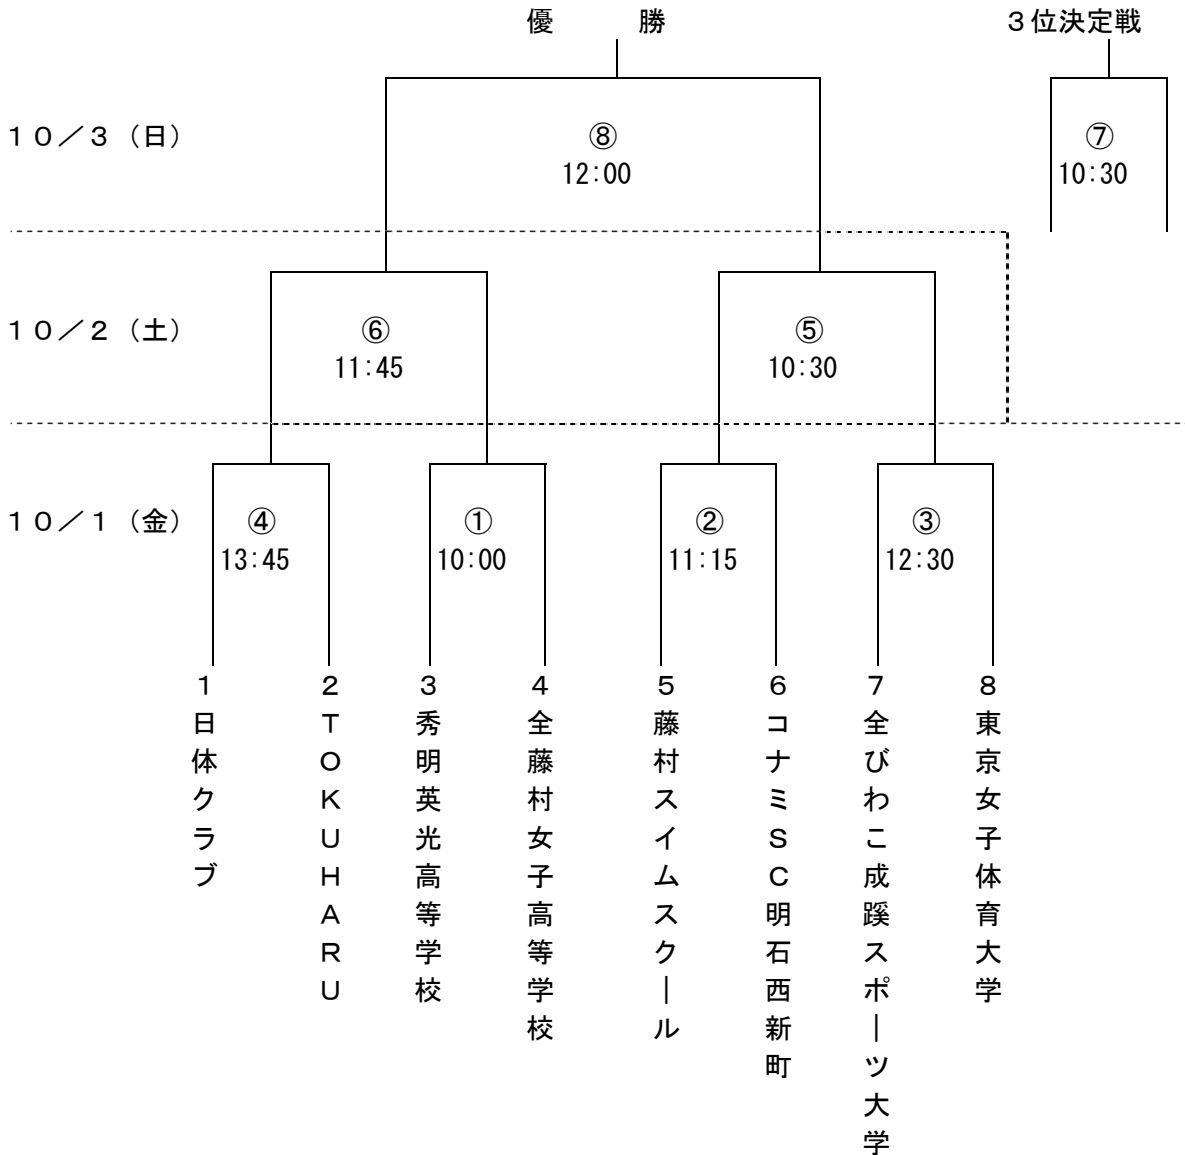 優　　　勝
３位決定戦
１０／３（日）
⑧
12:00
⑦
10:30
１０／２（土）
⑥
11:45
⑤
10:30
１０／１（金）
④
13:45
①
10:00
②
11:15
③
12:30
１日体クラブ
２ＴＯＫＵＨＡＲＵ
３秀明英光高等学校
４全藤村女子高等学校
５藤村スイムスクール
６コナミＳＣ明石西新町
７全びわこ成蹊スポーツ大学
８東京女子体育大学